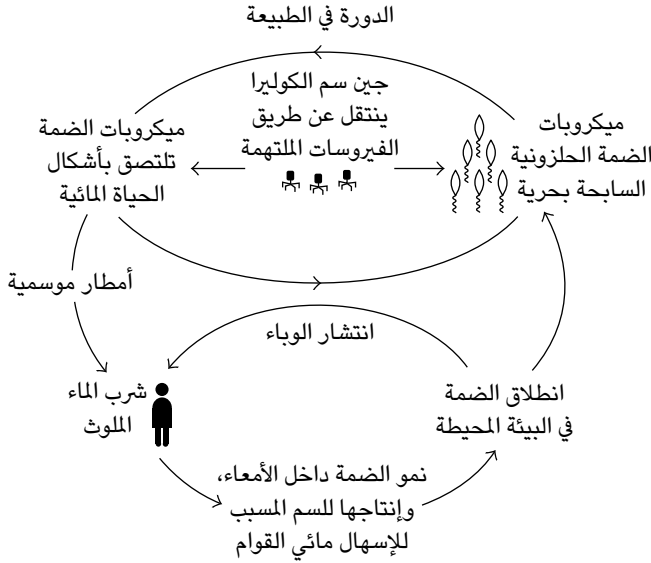 الدورة في الطبيعة
جين سم الكوليرا
ينتقل عن طريق
الفيروسات الملتهمة
ميكروبات
الضمة الحلزونية
السابحة بحرية
ميكروبات الضمة
تلتصق بأشكال
الحياة المائية
أمطار موسمية
انتشار الوباء
شرب الماء
الملوث
انطلاق الضمة
في البيئة المحيطة
نمو الضمة داخل الأمعاء،
وإنتاجها للسم المسبب
للإسهال مائي القوام